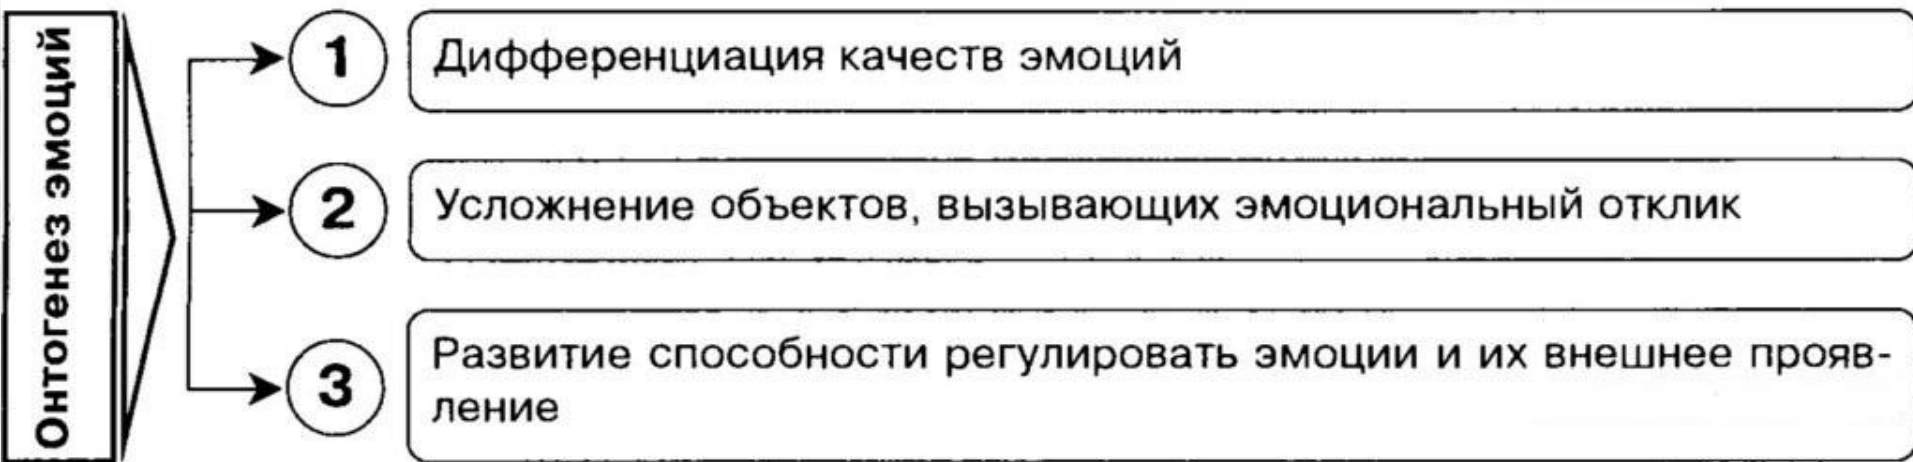 Онтогенез эмоций
1
Дифференциация качеств эмоций
2
Усложнение объектов, вызывающих эмоциональный отклик
3
Развитие способности регулировать эмоции и их внешнее прояв-
ление